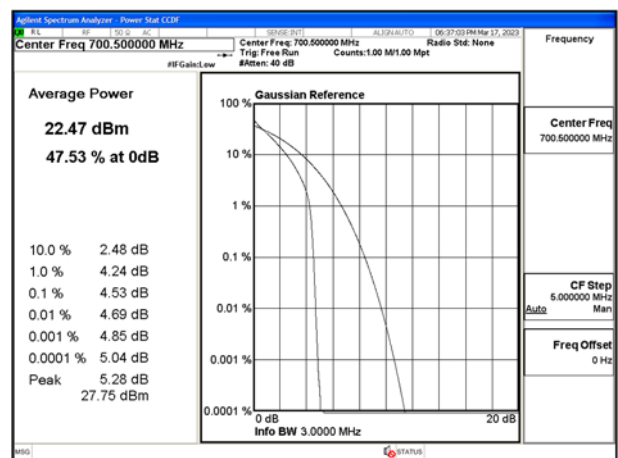 Agilent Spectrum Analyzer - Power Stat CCDF
RL RF 50 Ω AC SENSE:INT ALIGNAUTO 06:37:03 PM Mar 17, 2023
Center Freq 700.500000 MHz
Center Freq: 700.500000 MHz Radio Std: None
Trig: Free Run Counts:1.00 M/1.00 Mpt
#IFGain:Low #Atten: 40 dB
Frequency
Average Power
22.47 dBm
47.53 % at 0dB
10.0 % 2.48 dB
1.0 % 4.24 dB
0.1 % 4.53 dB
0.01 % 4.69 dB
0.001 % 4.85 dB
0.0001 % 5.04 dB
Peak 5.28 dB
27.75 dBm
Gaussian Reference
100 %
10 %
1 %
0.1 %
0.01 %
0.001 %
0.0001 %
0 dB 20 dB
Info BW 3.0000 MHz
Center Freq
700.500000 MHz
CF Step
5.000000 MHz
Auto Man
Freq Offset
0 Hz
MSG STATUS